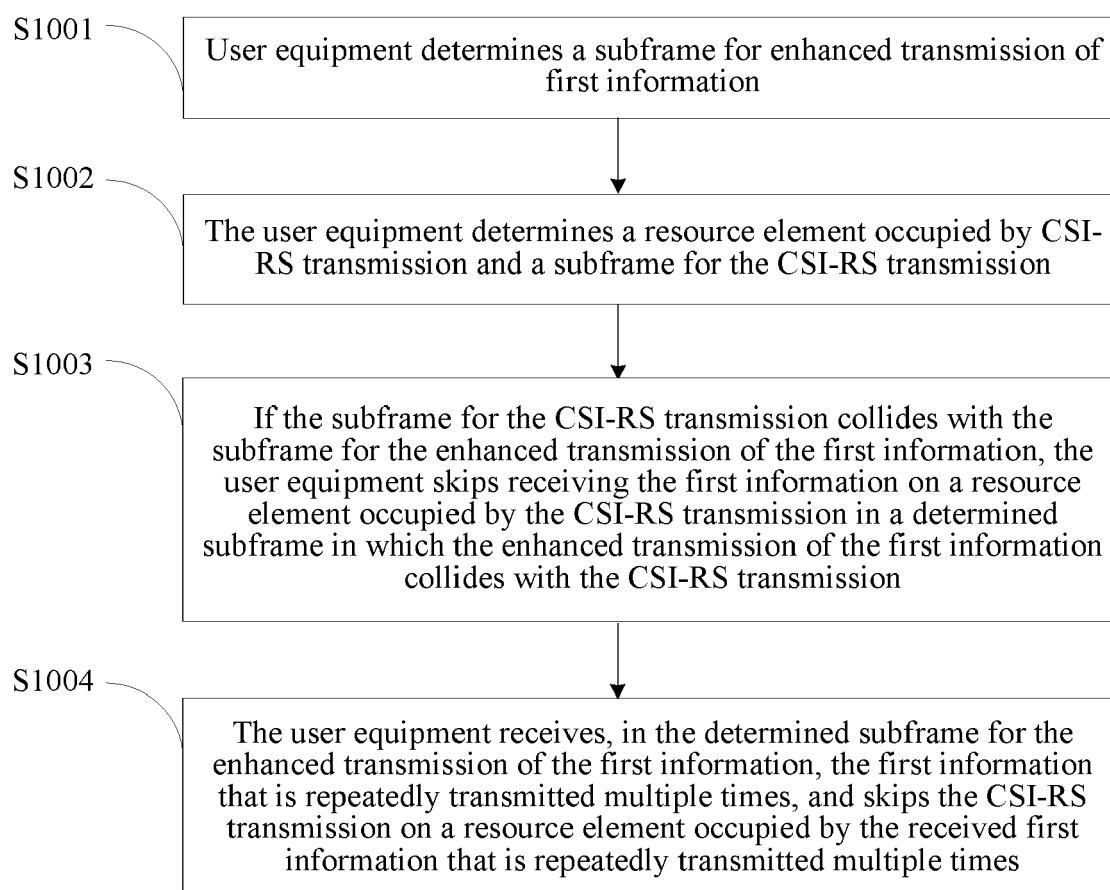 S1001
User equipment determines a subframe for enhanced transmission of
first information
S1002
The user equipment determines a resource element occupied by CSI-
RS transmission and a subframe for the CSI-RS transmission
S1003
If the subframe for the CSI-RS transmission collides with the
subframe for the enhanced transmission of the first information, the
user equipment skips receiving the first information on a resource
element occupied by the CSI-RS transmission in a determined
subframe in which the enhanced transmission of the first information
collides with the CSI-RS transmission
S1004
The user equipment receives, in the determined subframe for the
enhanced transmission of the first information, the first information
that is repeatedly transmitted multiple times, and skips the CSI-RS
transmission on a resource element occupied by the received first
information that is repeatedly transmitted multiple times